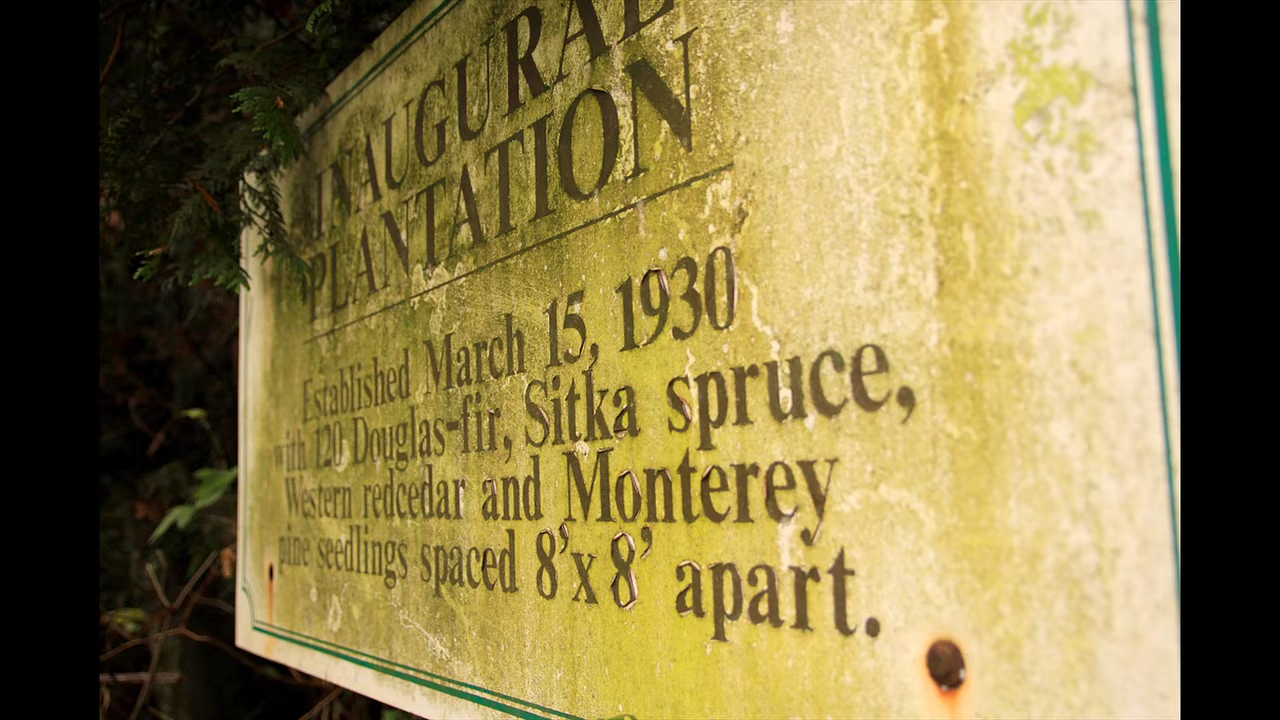 INAUGURAL
PLANTATION
Established March 15, 1930
with 120 Douglas-fir, Sitka spruce,
Western redcedar and Monterey
pine seedlings spaced 8’x 8’ apart.